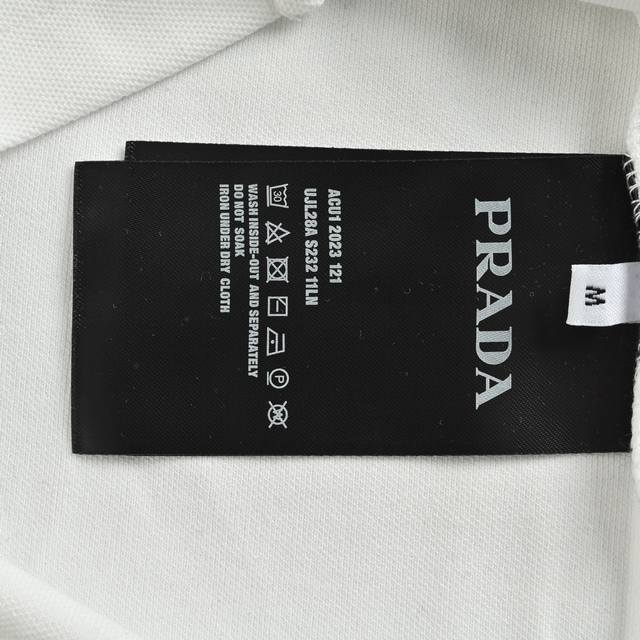 PRADA
M
ACU1 2023 121
UJL28A S232 11LN
30
P
WASH INSIDE-OUT AND SEPARATELY
DO NOT SOAK
IRON UNDER DRY CLOTH